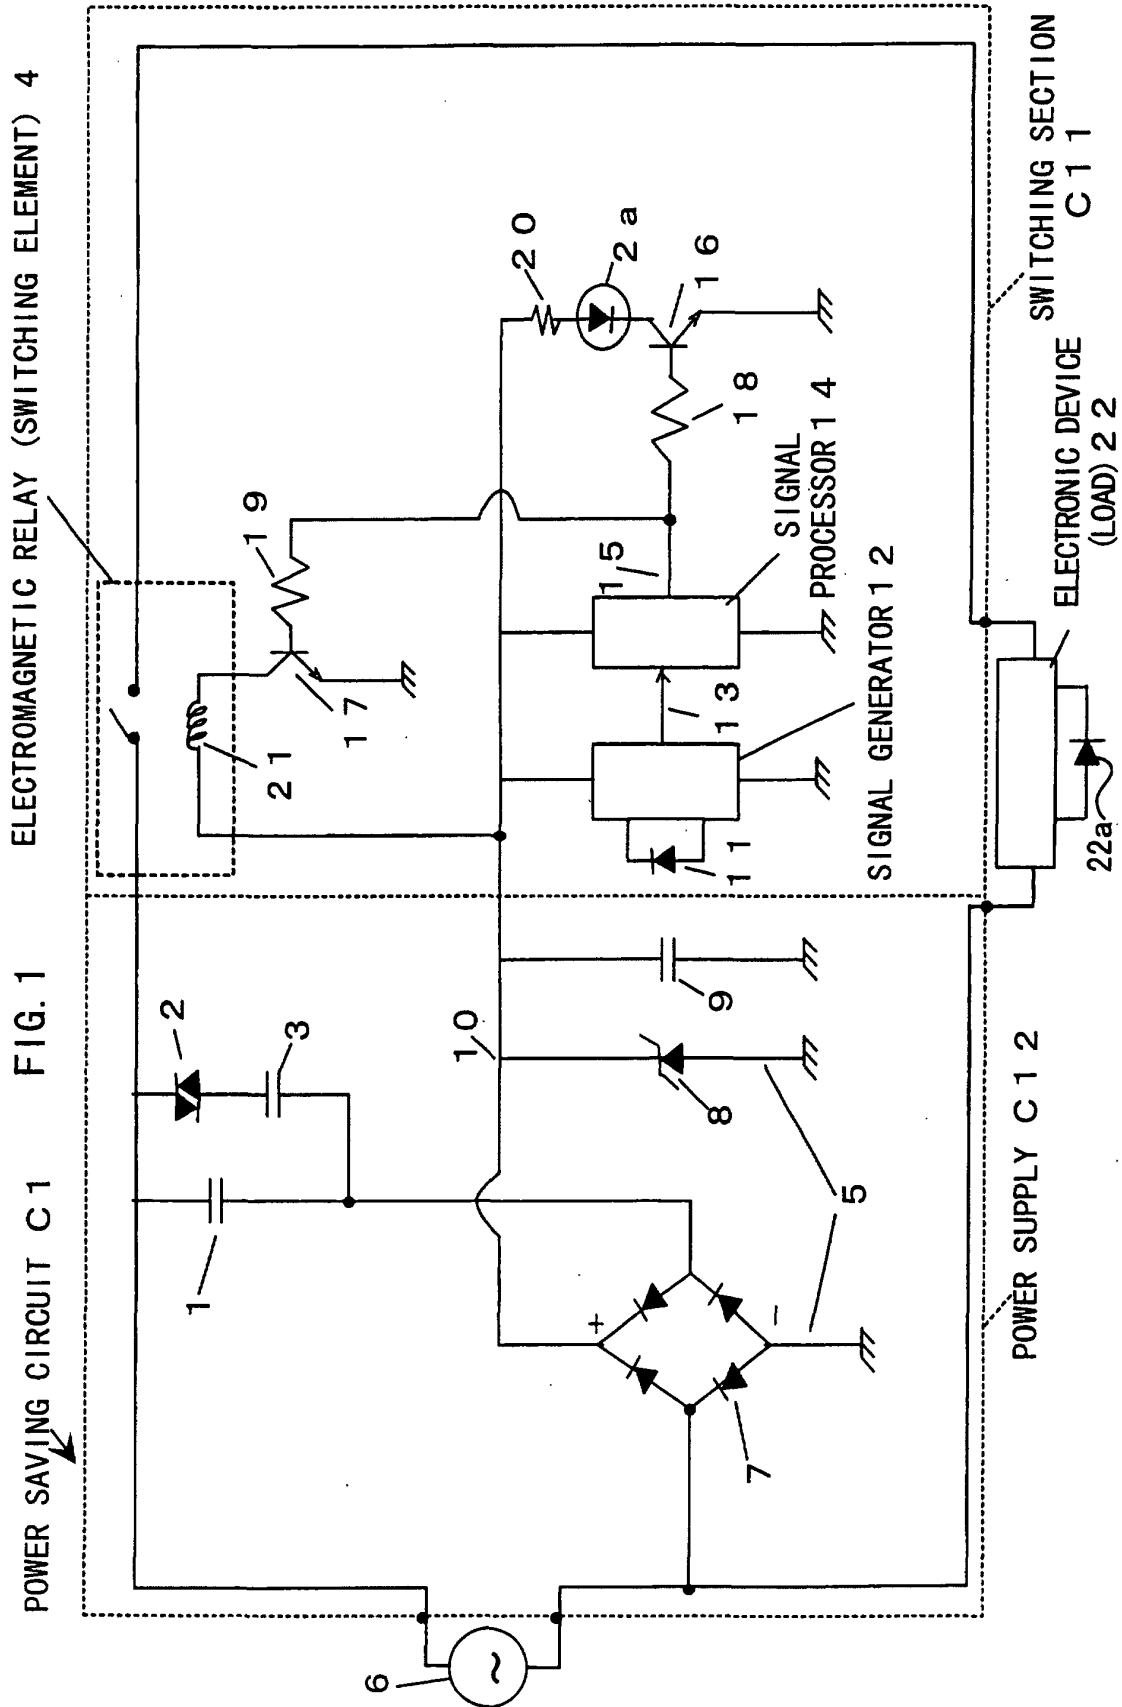 FIG. 1
POWER SAVING CIRCUIT C1
ELECTROMAGNETIC RELAY (SWITCHING ELEMENT) 4
1
2
3
19
21
17
10
20
2a
16
18
15
13
SIGNAL
PROCESSOR 14
11
SIGNAL GENERATOR 12
9
8
5
+
−
7
6
~
POWER SUPPLY C12
22a
ELECTRONIC DEVICE
(LOAD) 22
SWITCHING SECTION
C11